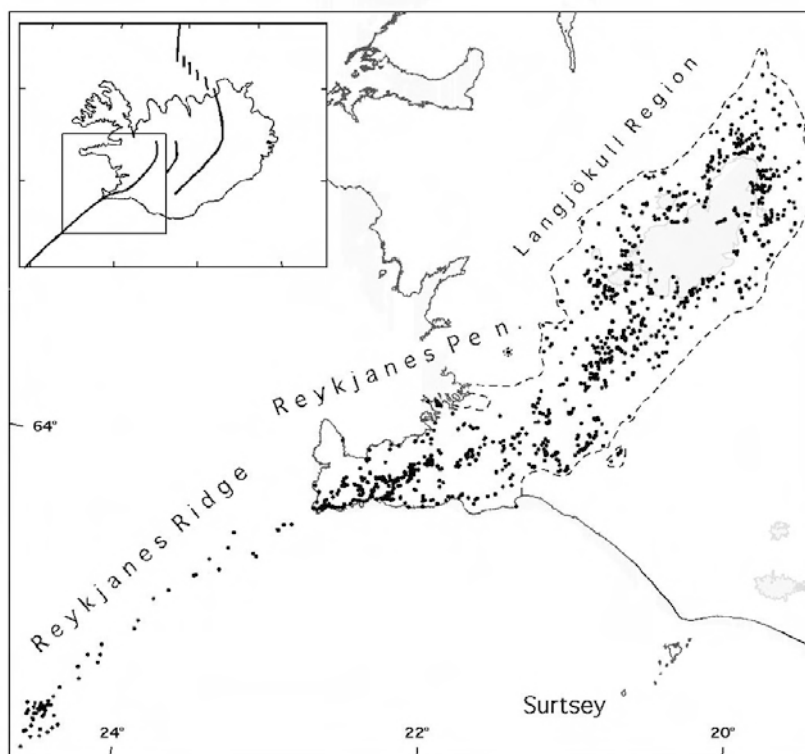 Langjökull Region
Reykjanes Pen.
64°
Reykjanes Ridge
Surtsey
24°
22°
20°